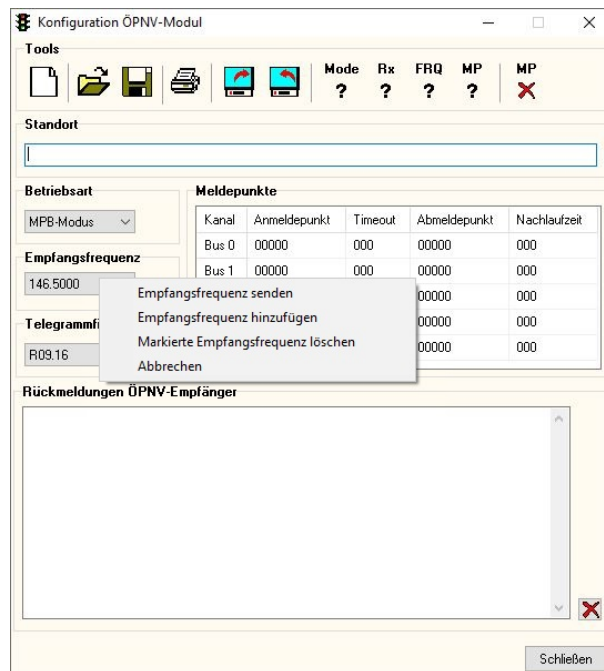 Konfiguration ÖPNV-Modul
Tools
Mode Rx FRQ MP MP
? ? ? ?
Standort
Betriebsart
MPB-Modus
Meldepunkte
Kanal Anmeldepunkt Timeout Abmeldepunkt Nachlaufzeit
Bus 0 00000 000 00000 000
Bus 1 00000 000 00000 000
00000 000
00000 000
00000 000
Empfangsfrequenz
146.5000
Empfangsfrequenz senden
Empfangsfrequenz hinzufügen
Markierte Empfangsfrequenz löschen
Abbrechen
Telegrammfi
R09.16
Rückmeldungen ÖPNV-Empfänger
Schließen